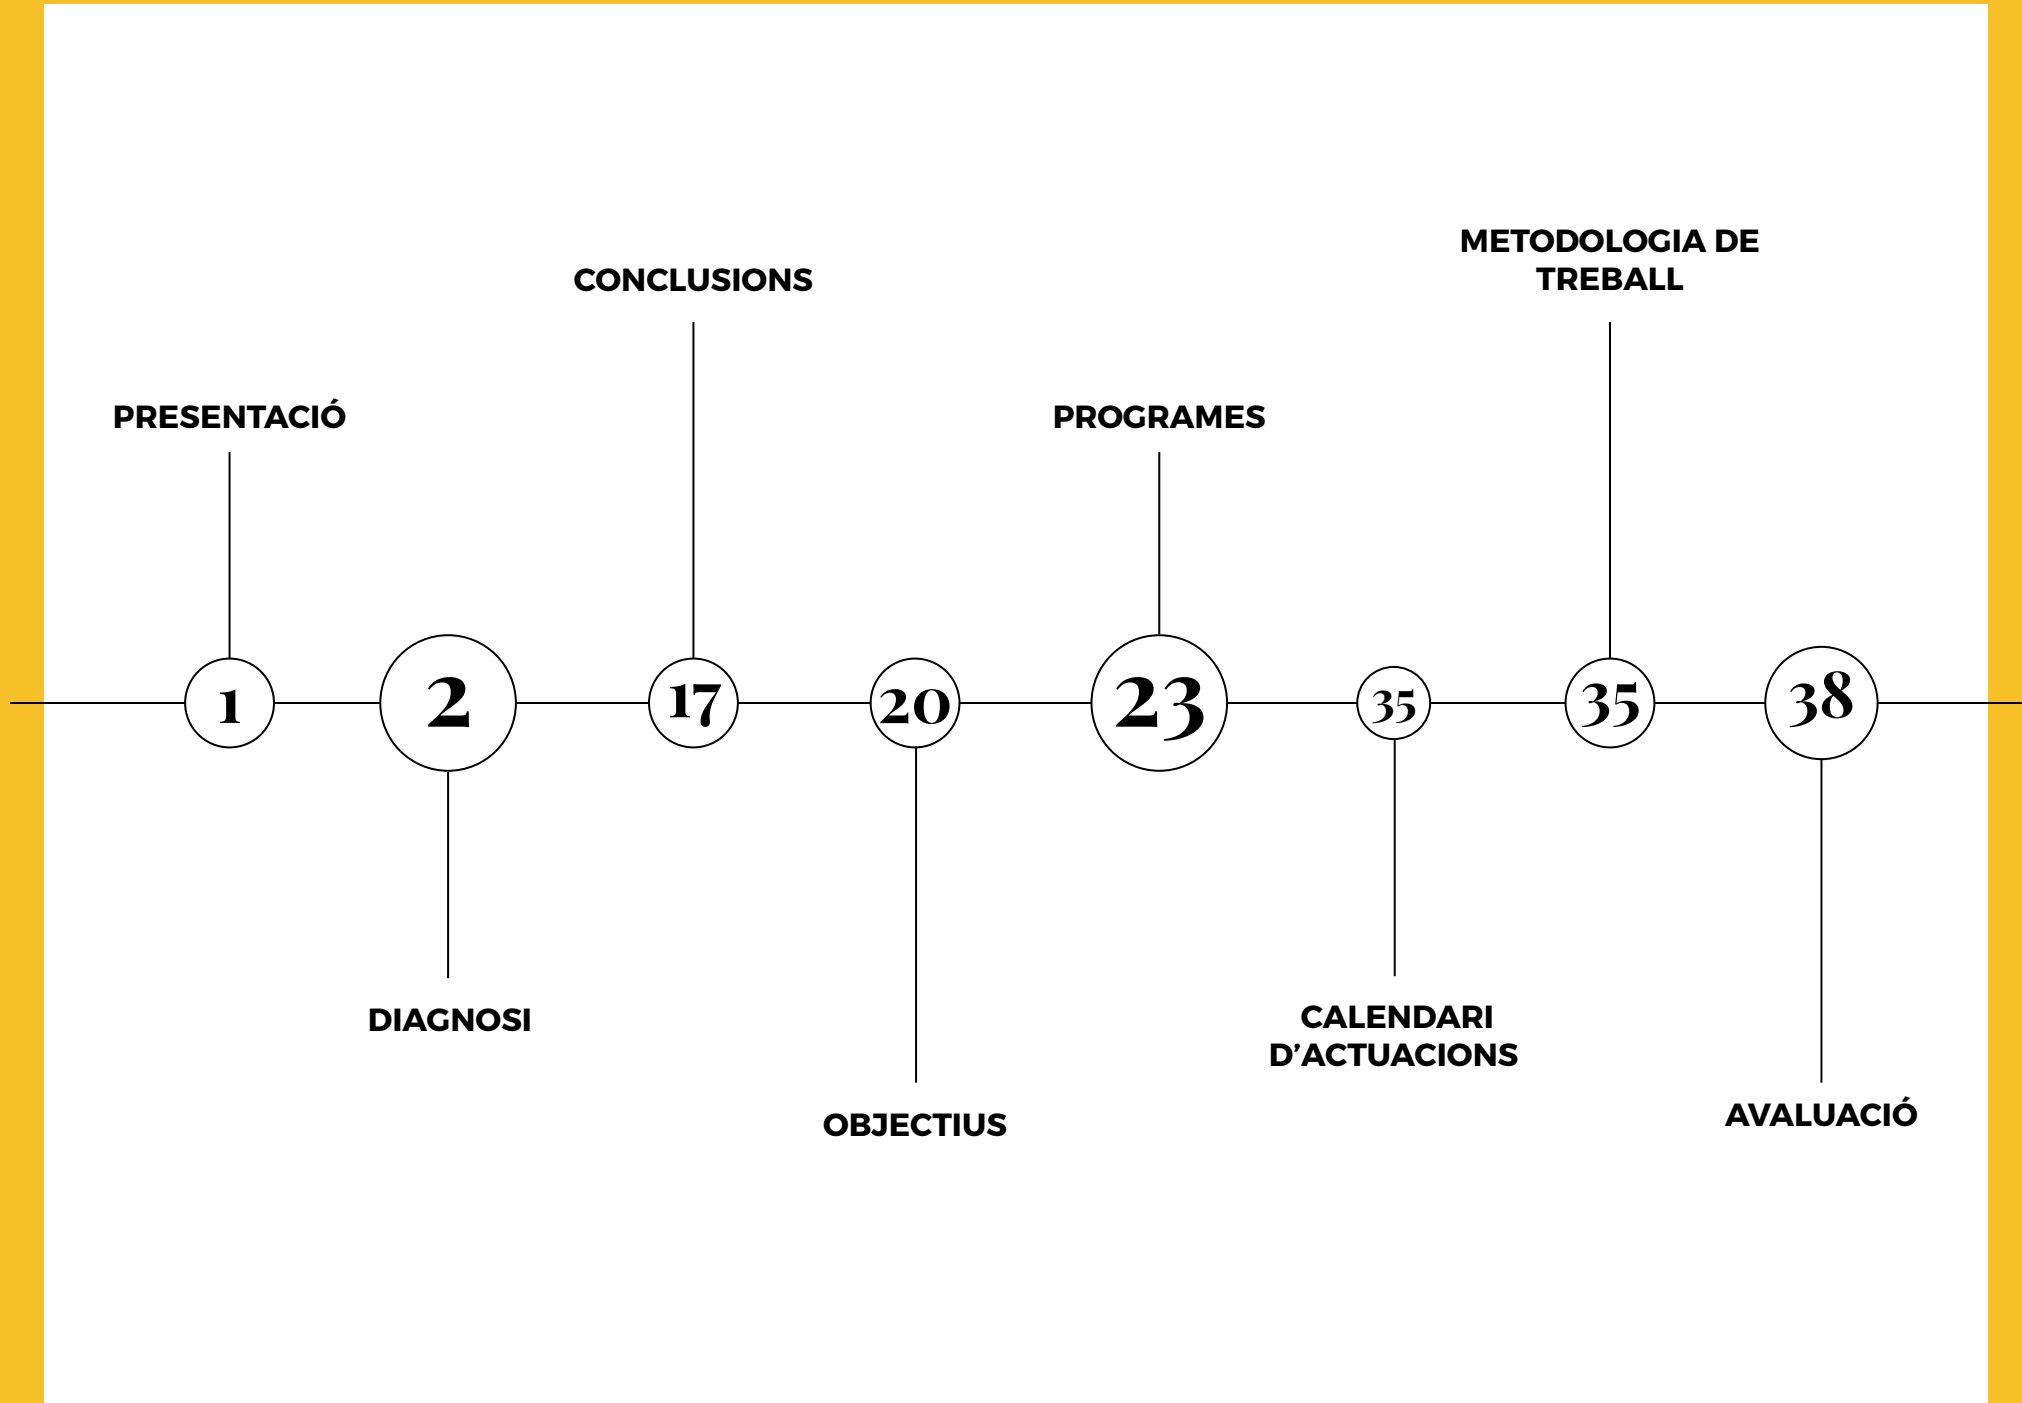 METODOLOGIA DE
TREBALL
CONCLUSIONS
PRESENTACIÓ
PROGRAMES
1
2
17
20
23
35
35
38
DIAGNOSI
CALENDARI
D’ACTUACIONS
OBJECTIUS
AVALUACIÓ